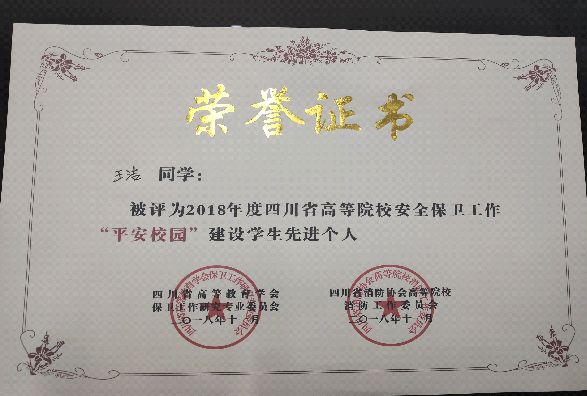 荣誉证书
王浩 同学：
被评为2018年度四川省高等院校安全保卫工作
“平安校园”建设学生先进个人
四川省高等教育学会
保卫工作研究专业委员会
二〇一八年十一月
四川省消防协会高等院校
消防工作委员会
二〇一八年十一月